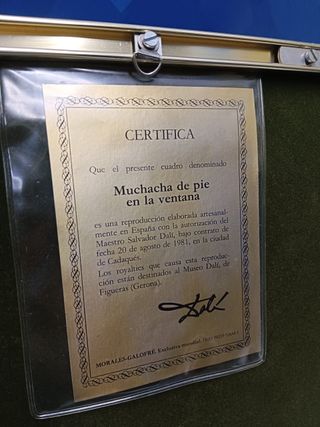 CERTIFICA
Que el presente cuadro denominado
Muchacha de pie
en la ventana
es una reproducción elaborada artesanal-
mente en España con la autorización del
Maestro Salvador Dalí, bajo contrato de
fecha 20 de agosto de 1981, en la ciudad
de Cadaqués.
Los royalties que causa esta reproduc-
ción están destinados al Museo Dalí, de
Figueras (Gerona).
Dalí
MORALES-GALOFRÉ Exclusiva mundial.